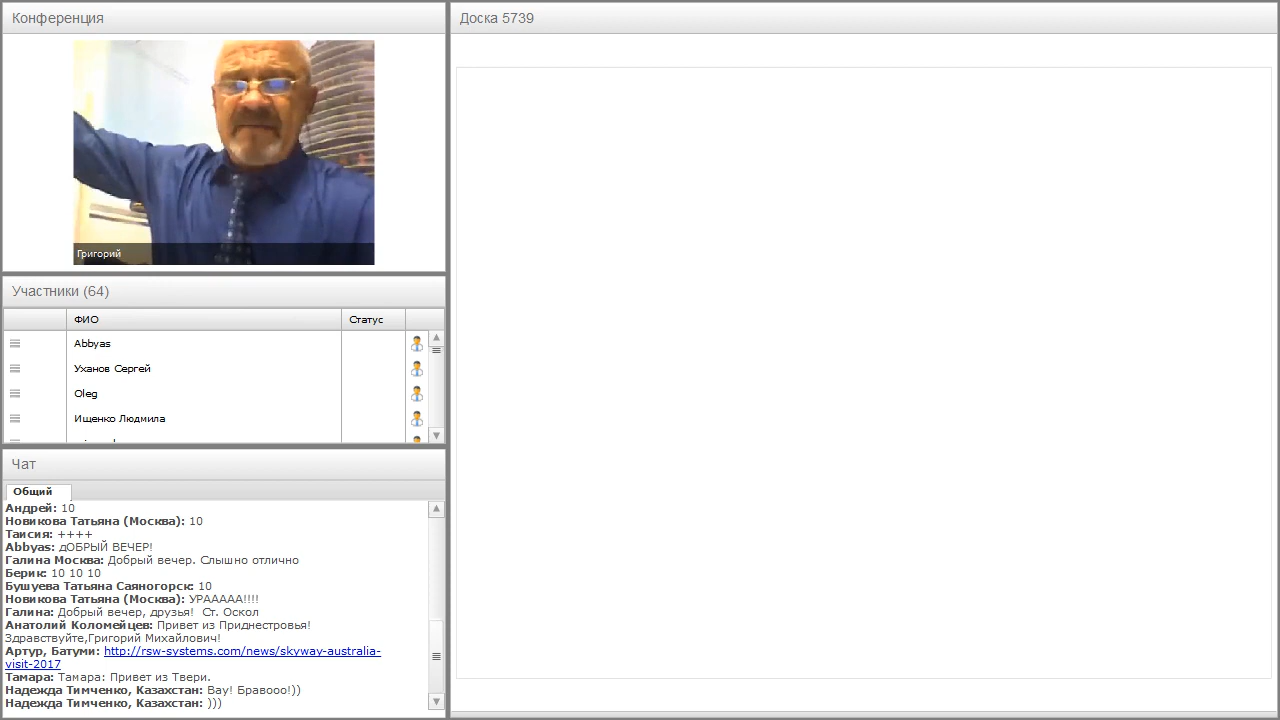 Конференция
Григорий
Участники (64)
ФИО
Статус
Abbyas
Уханов Сергей
Oleg
Ищенко Людмила
Чат
Общий
Андрей: 10
Новикова Татьяна (Москва): 10
Таисия: ++++
Abbyas: дОБРЫЙ ВЕЧЕР!
Галина Москва: Добрый вечер. Слышно отлично
Берик: 10 10 10
Бушуева Татьяна Саяногорск: 10
Новикова Татьяна (Москва): УРААААА!!!!
Галина: Добрый вечер, друзья!  Ст. Оскол
Анатолий Коломейцев: Привет из Приднестровья!
Здравствуйте,Григорий Михайлович!
Артур, Батуми: http://rsw-systems.com/news/skyway-australia-
visit-2017
Тамара: Тамара: Привет из Твери.
Надежда Тимченко, Казахстан: Вау! Бравооо!))
Надежда Тимченко, Казахстан: )))
Доска 5739